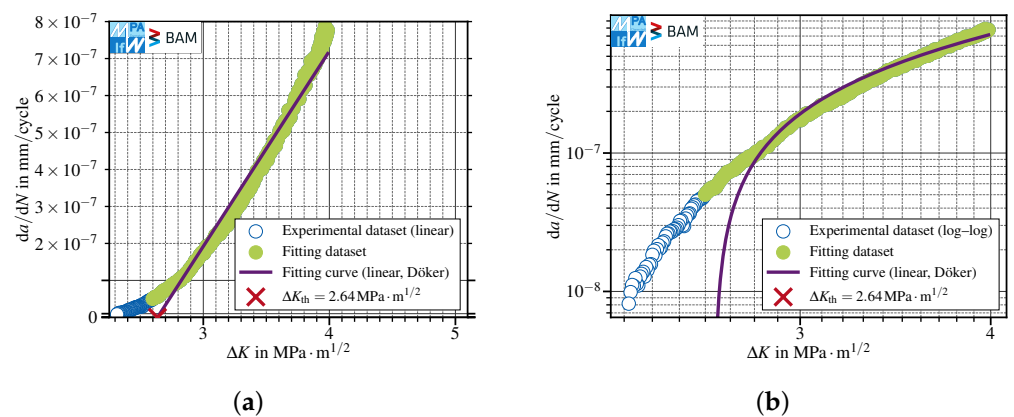 8 × 10⁻⁷
7 × 10⁻⁷
6 × 10⁻⁷
5 × 10⁻⁷
4 × 10⁻⁷
3 × 10⁻⁷
2 × 10⁻⁷
0
da/dN in mm/cycle
PA
If
BAM
Experimental dataset (linear)
Fitting dataset
Fitting curve (linear, Döker)
ΔK_th = 2.64 MPa · m^1/2
3 4 5
ΔK in MPa · m^1/2
(a)
10⁻⁷
10⁻⁸
da/dN in mm/cycle
PA
If
BAM
Experimental dataset (log–log)
Fitting dataset
Fitting curve (linear, Döker)
ΔK_th = 2.64 MPa · m^1/2
3 4
ΔK in MPa · m^1/2
(b)